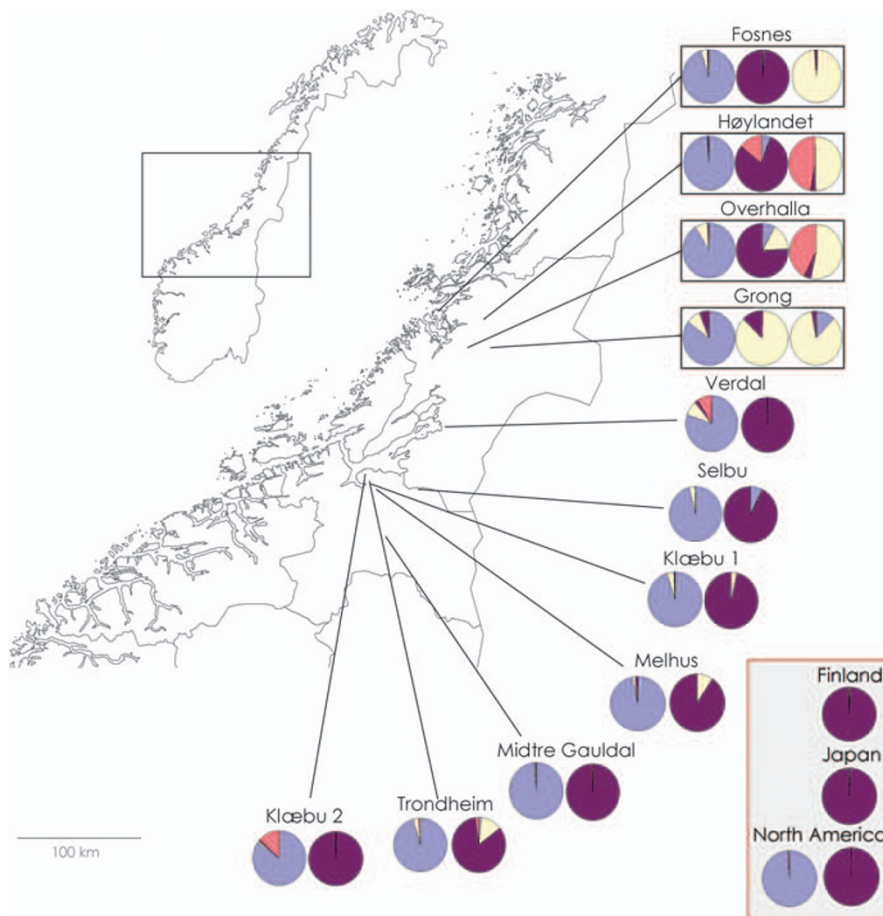 Fosnes
Høylandet
Overhalla
Grong
Verdal
Selbu
Klæbu 1
Melhus
Midtre Gauldal
Trondheim
Klæbu 2
100 km
Finland
Japan
North America